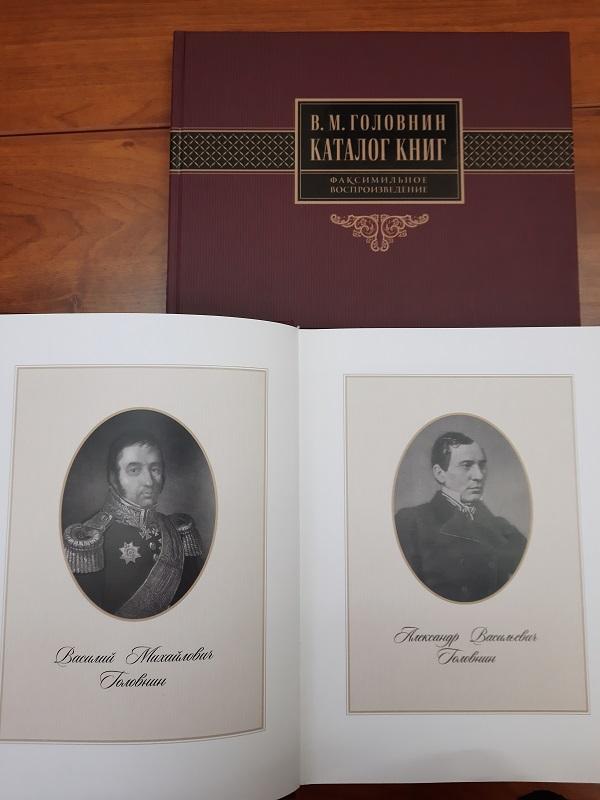 В. М. ГОЛОВНИН
КАТАЛОГ КНИГ
ФАКСИМИЛЬНОЕ
ВОСПРОИЗВЕДЕНИЕ
Василий Михайлович
Головнин
Александр Васильевич
Головнин